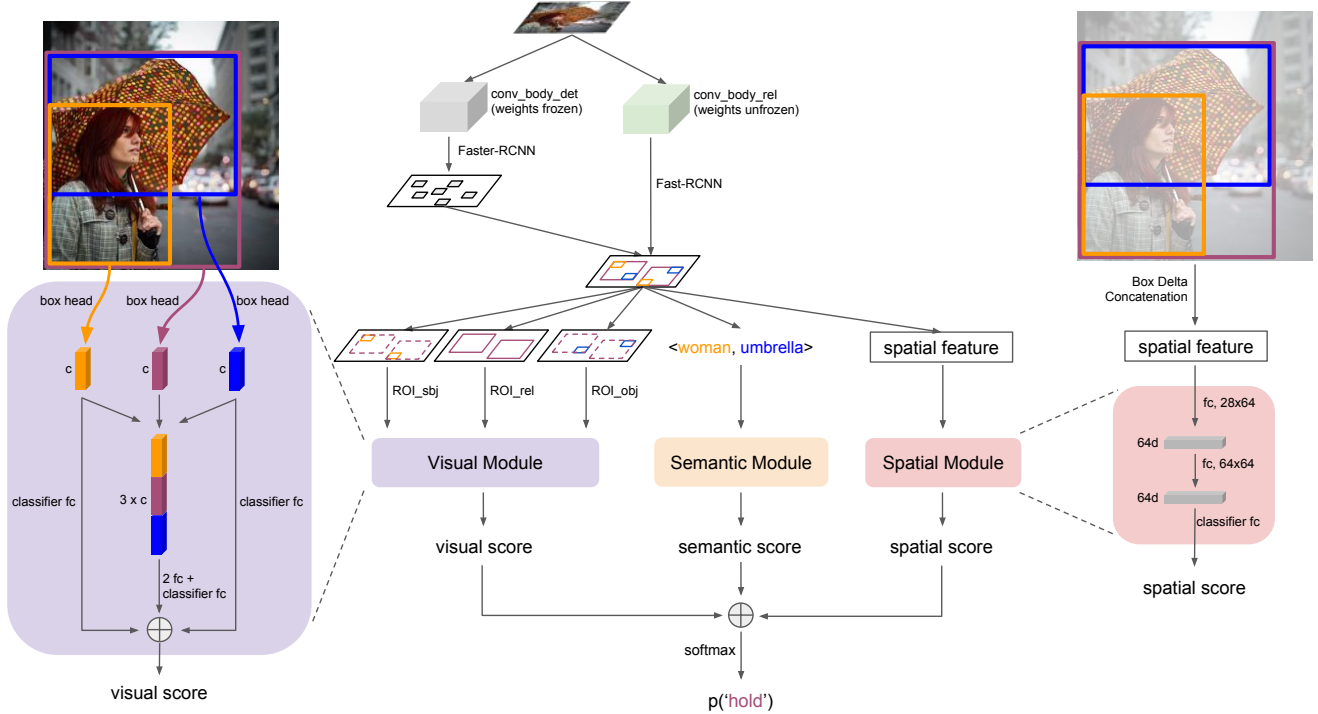 conv_body_det
(weights frozen)
conv_body_rel
(weights unfrozen)
Faster-RCNN
Fast-RCNN
box head
box head
box head
c
c
c
classifier fc
3 x c
classifier fc
2 fc +
classifier fc
visual score
<woman, umbrella>
spatial feature
ROI_sbj
ROI_rel
ROI_obj
Visual Module
Semantic Module
Spatial Module
visual score
semantic score
spatial score
softmax
p('hold')
Box Delta
Concatenation
spatial feature
fc, 28x64
64d
fc, 64x64
64d
classifier fc
spatial score